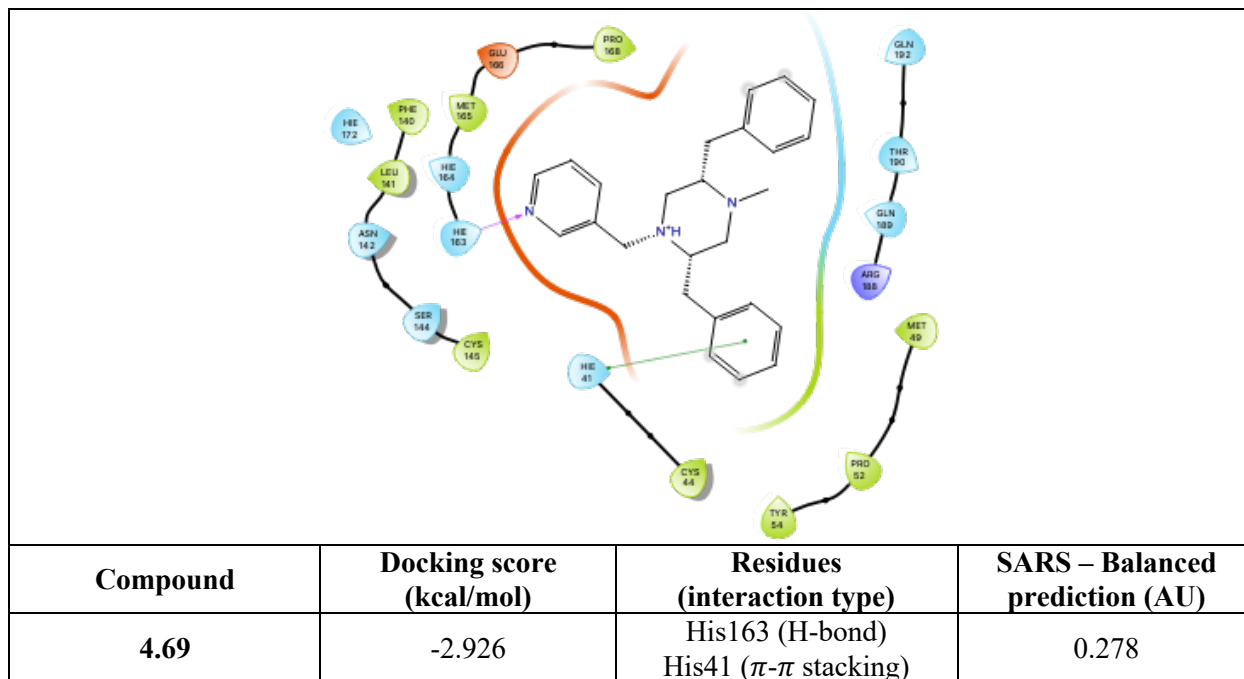 PRO
168
GLU
166
GLN
192
MET
165
PHE
140
HIE
172
THR
190
LEU
141
HIE
164
N
N
GLN
189
ASN
142
HIE
163
N⁺H
ARG
188
SER
144
MET
49
CYS
145
HIE
41
CYS
44
PRO
52
TYR
54
Compound
Docking score
(kcal/mol)
Residues
(interaction type)
SARS – Balanced
prediction (AU)
4.69
-2.926
His163 (H-bond)
His41 (π-π stacking)
0.278